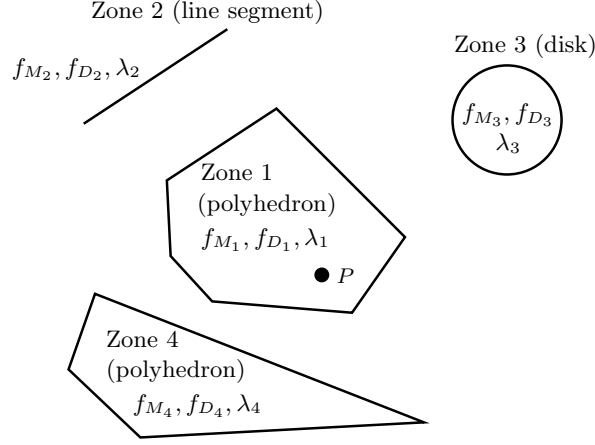 Zone 2 (line segment)
f_{M_2}, f_{D_2}, λ_2
Zone 3 (disk)
f_{M_3}, f_{D_3}
λ_3
Zone 1
(polyhedron)
f_{M_1}, f_{D_1}, λ_1
P
Zone 4
(polyhedron)
f_{M_4}, f_{D_4}, λ_4